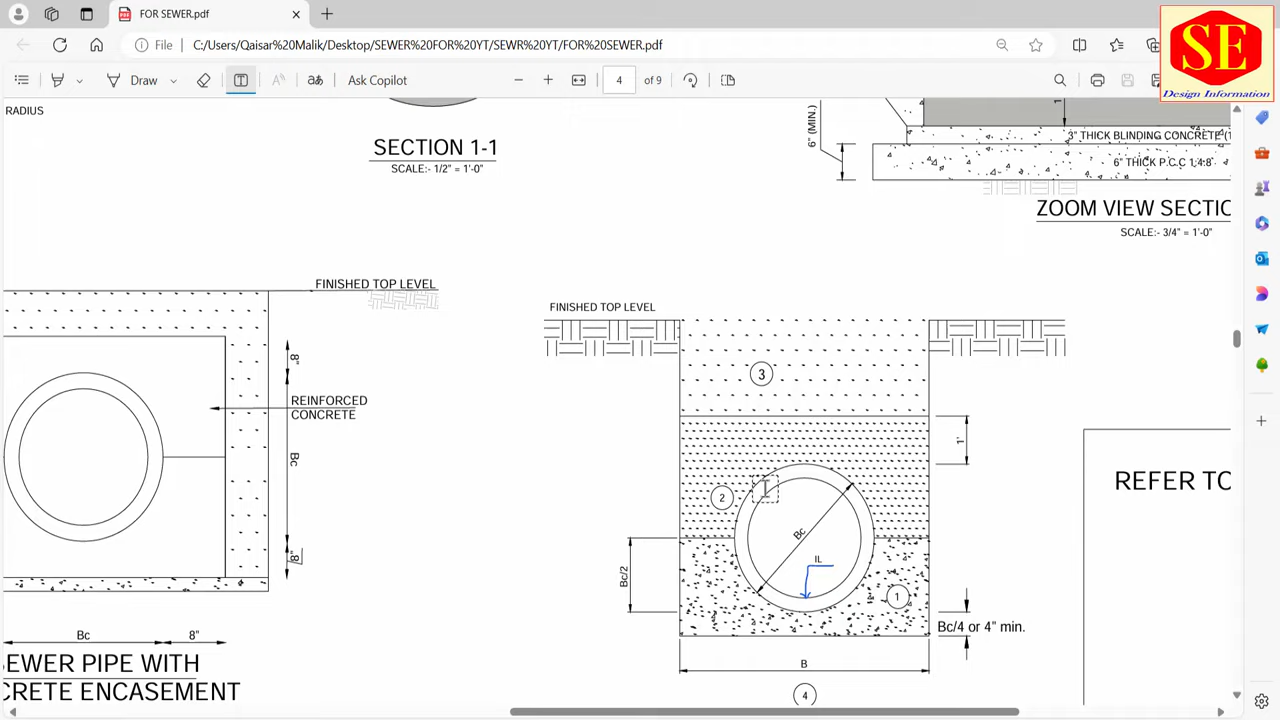 FOR SEWER.pdf
File
C:/Users/Qaisar%20Malik/Desktop/SEWER%20FOR%20YT/SEWR%20YT/FOR%20SEWER.pdf
SE
Design Information
Draw
Ask Copilot
4
of 9
RADIUS
SECTION 1-1
SCALE:- 1/2" = 1'-0"
6" (MIN.)
3" THICK BLINDING CONCRETE (1
6" THICK P.C.C 1:4:8
ZOOM VIEW SECTIO
SCALE:- 3/4" = 1'-0"
FINISHED TOP LEVEL
8"
REINFORCED
CONCRETE
Bc
8"
Bc
8"
SEWER PIPE WITH
CRETE ENCASEMENT
FINISHED TOP LEVEL
3
1'
2
Bc
IL
Bc/2
1
Bc/4 or 4" min.
B
4
REFER TO